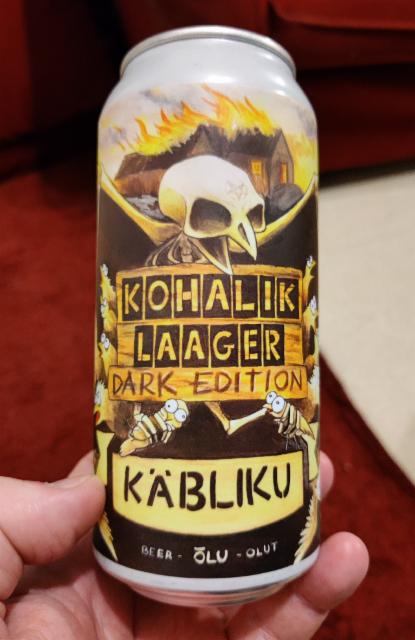 KOHALIK
LAAGER
DARK EDITION
KÄBLIKU
BEER - ÕLU - OLUT